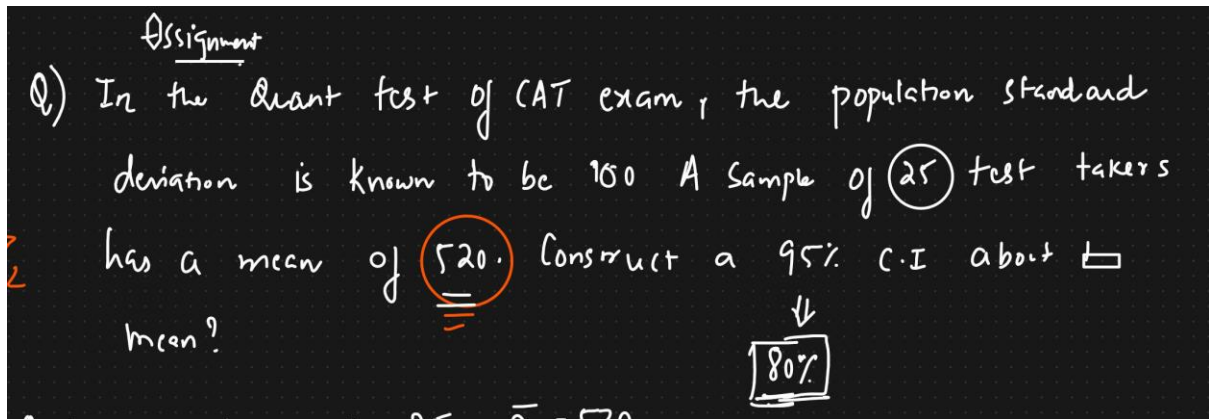 Assignment
Q) In the Quant test of CAT exam, the population standard
deviation is known to be 100 A Sample of 25 test takers
has a mean of 520. Construct a 95% C.I about
mean?
80%